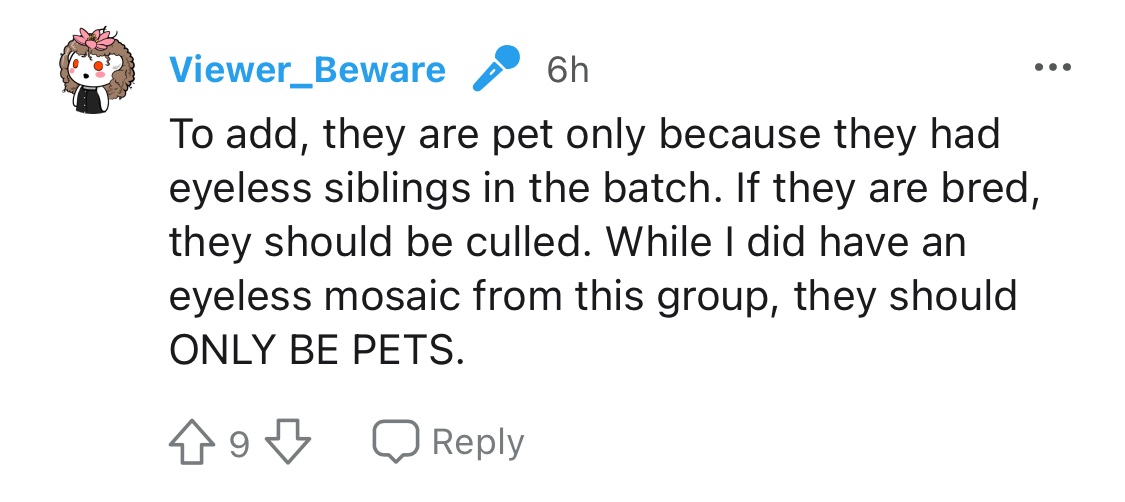 Viewer_Beware 6h
To add, they are pet only because they had
eyeless siblings in the batch. If they are bred,
they should be culled. While I did have an
eyeless mosaic from this group, they should
ONLY BE PETS.
9 Reply